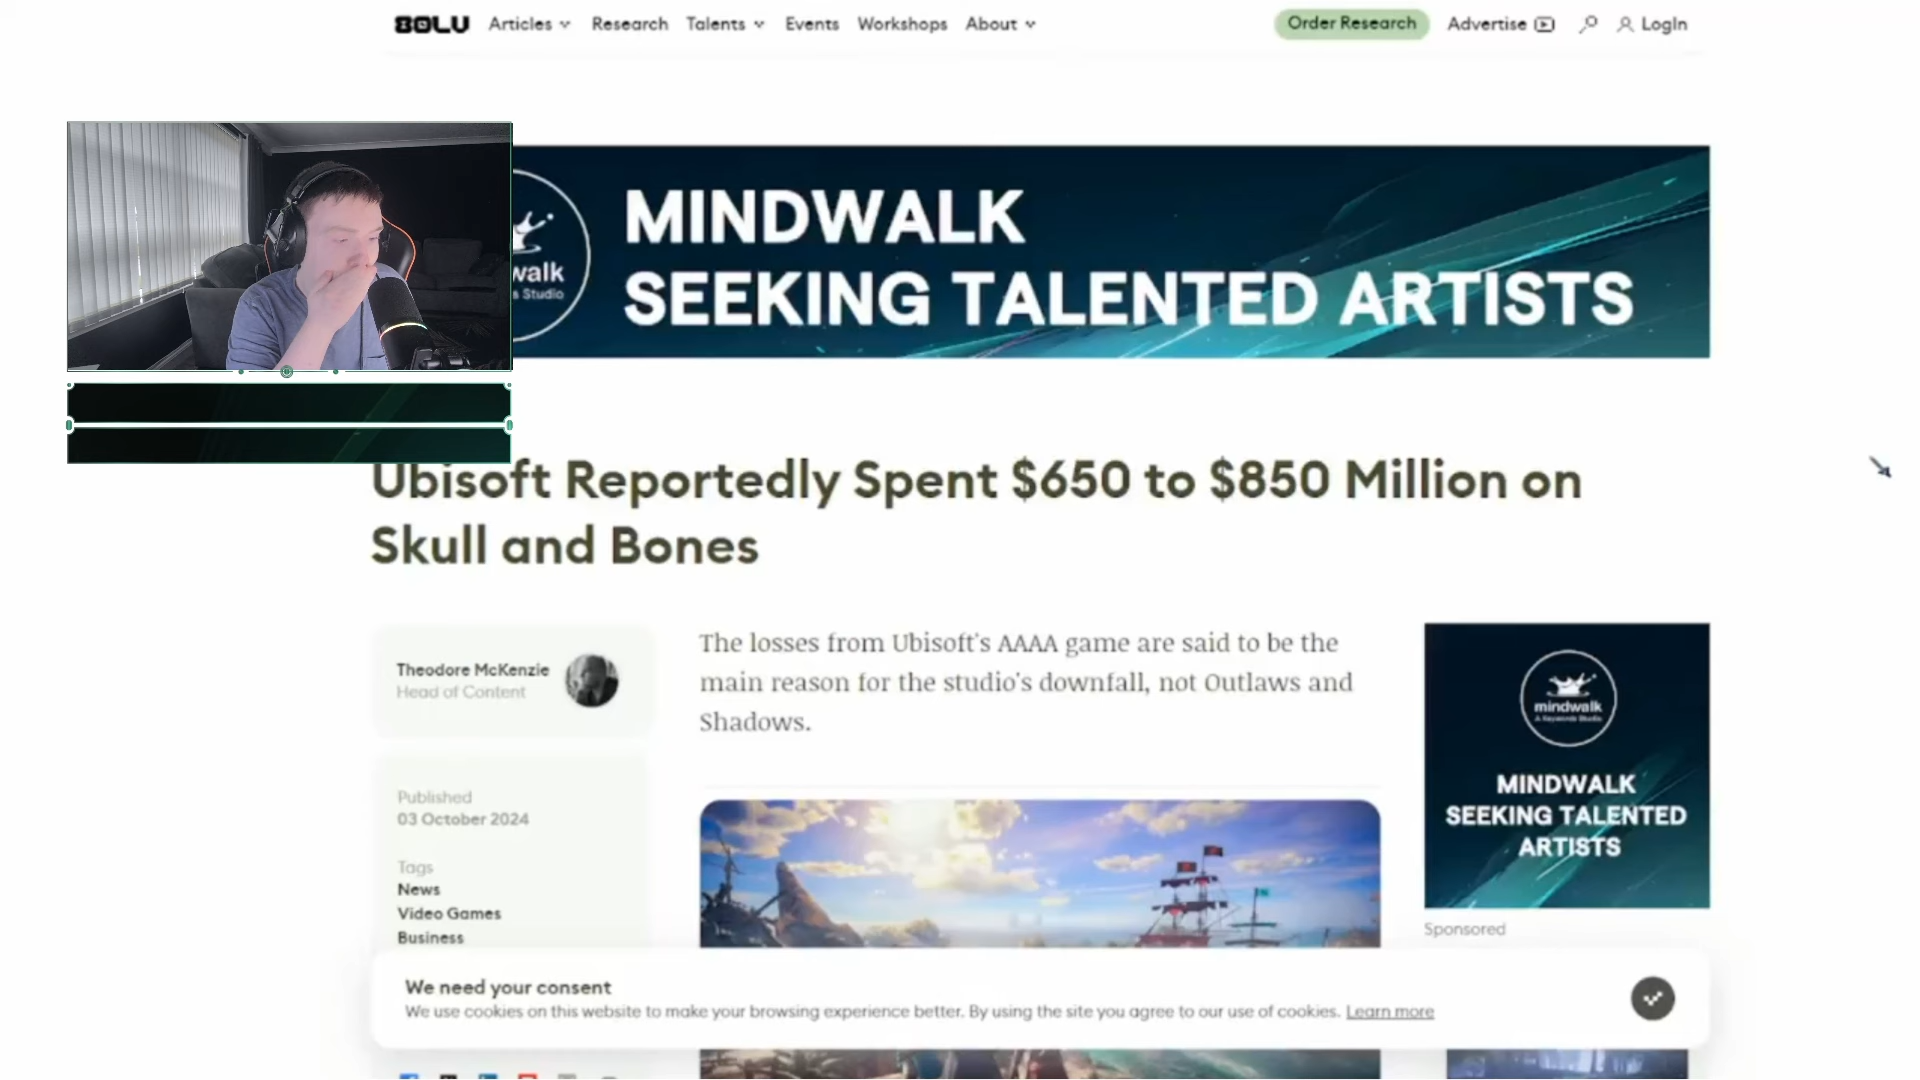 80LV Articles Research Talents Events Workshops About Order Research Advertise LogIn
walk
s Studio
MINDWALK
SEEKING TALENTED ARTISTS
Ubisoft Reportedly Spent $650 to $850 Million on
Skull and Bones
Theodore McKenzie
Head of Content
Published
03 October 2024
Tags
News
Video Games
Business
The losses from Ubisoft's AAAA game are said to be the
main reason for the studio's downfall, not Outlaws and
Shadows.
mindwalk
A Keywords Studio
MINDWALK
SEEKING TALENTED
ARTISTS
Sponsored
We need your consent
We use cookies on this website to make your browsing experience better. By using the site you agree to our use of cookies. Learn more